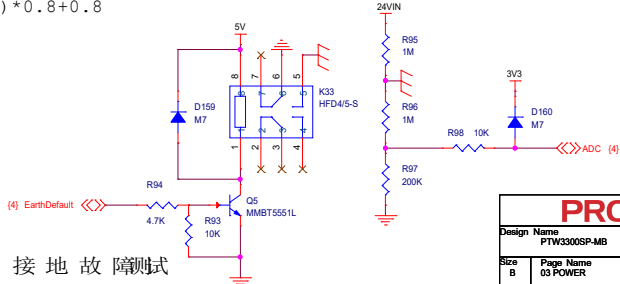 )*0.8+0.8
24VIN
5V
R95
1M
8
7
6
5
K33
HFD4/5-S
3V3
D159
M7
R96
1M
D160
M7
R98 10K
ADC {4}
1
2
3
4
R97
200K
R94
Q5
MMBT5551L
{4} EarthDefault
4.7K
R93
10K
PRO
Design Name
PTW3300SP-MB
Size
B
Page Name
03 POWER
接地故障测试